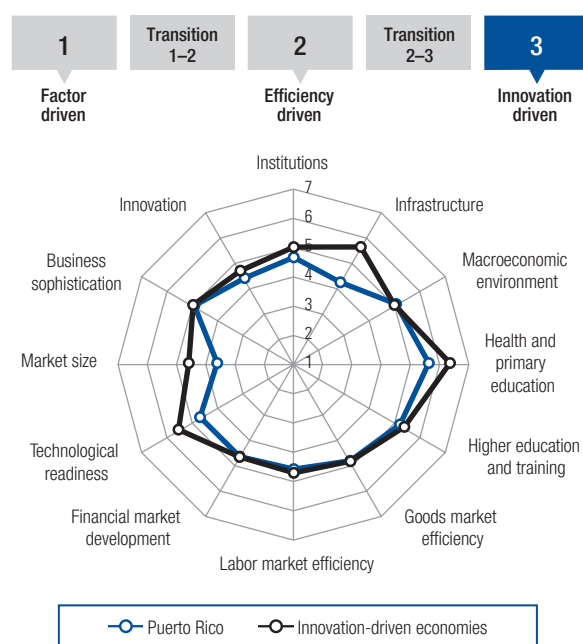 1
Transition
1–2
2
Transition
2–3
3
Factor
driven
Efficiency
driven
Innovation
driven
Institutions
7
6
5
4
3
2
1
Infrastructure
Macroeconomic
environment
Health and
primary
education
Higher education
and training
Goods market
efficiency
Labor market efficiency
Financial market
development
Technological
readiness
Market size
Business
sophistication
Innovation
Puerto Rico
Innovation-driven economies